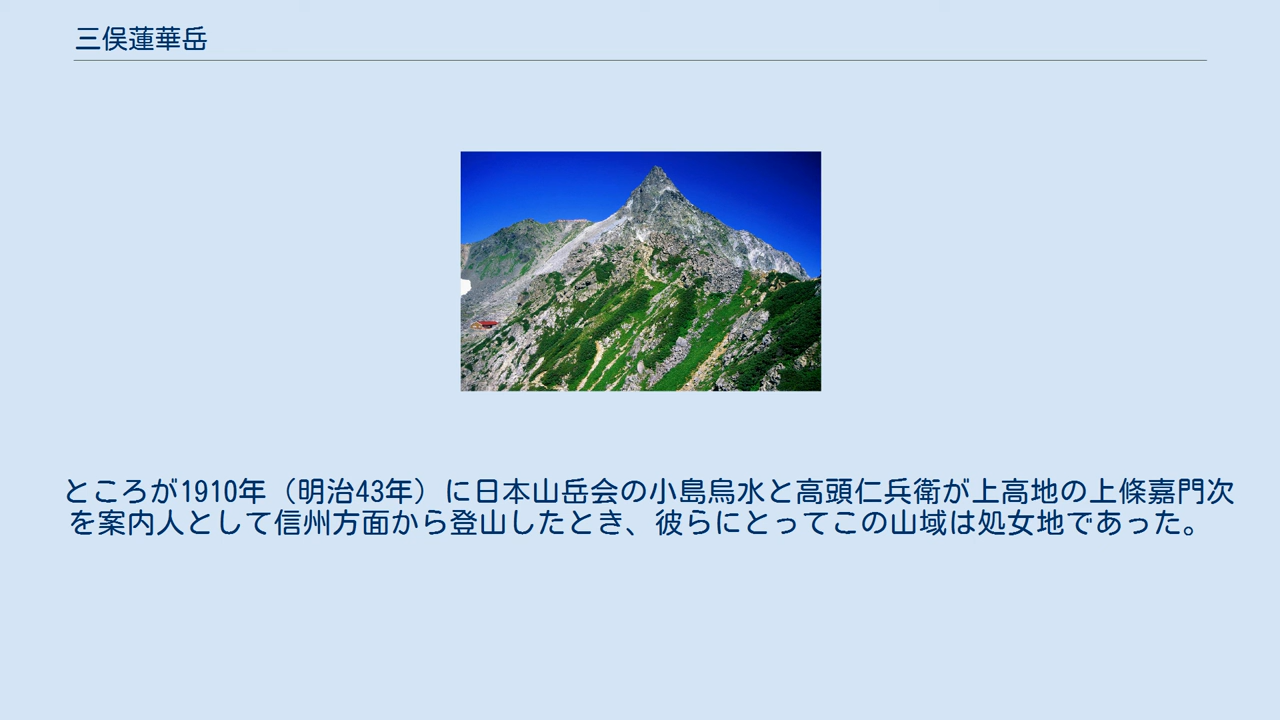 三俣蓮華岳
ところが1910年（明治43年）に日本山岳会の小島烏水と高頭仁兵衛が上高地の上條嘉門次
を案内人として信州方面から登山したとき、彼らにとってこの山域は処女地であった。